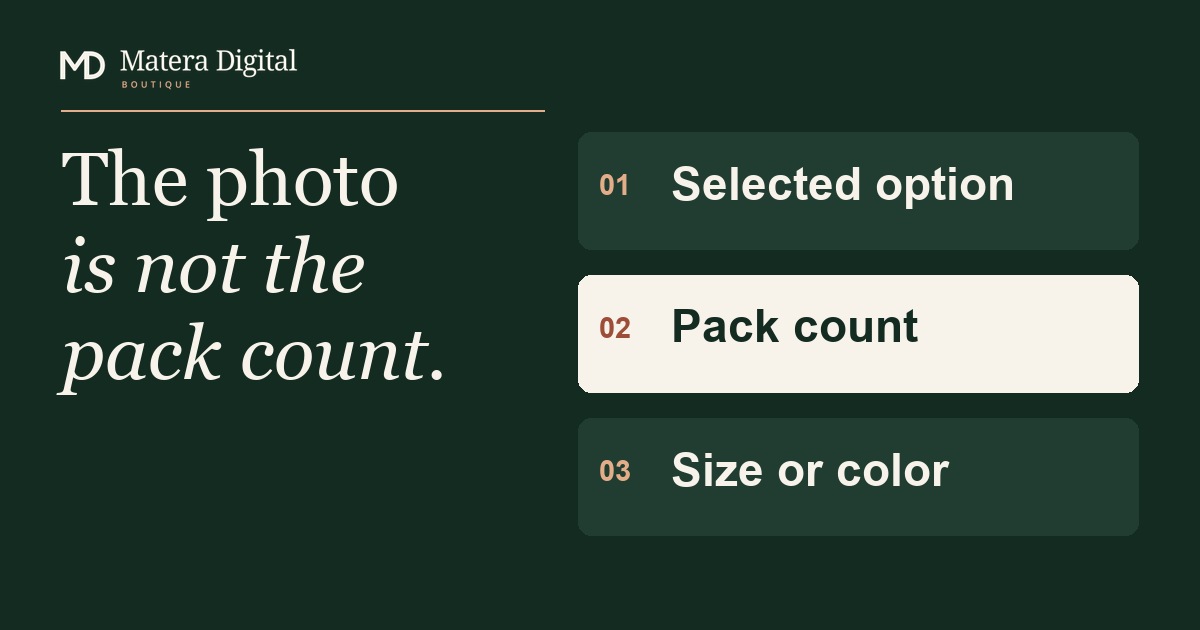 MD Matera Digital
BOUTIQUE
The photo
is not the
pack count.
01 Selected option
02 Pack count
03 Size or color